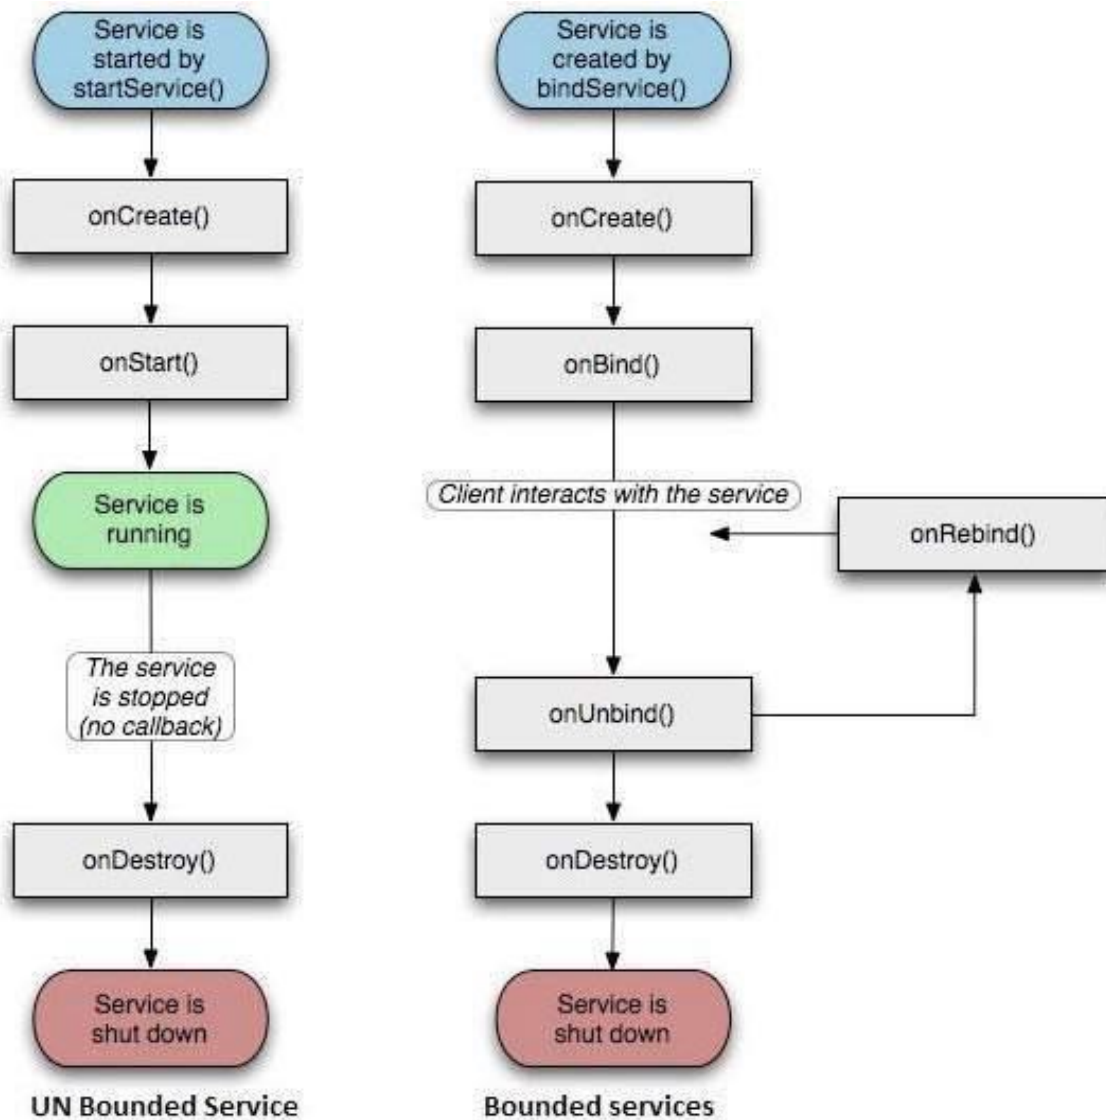 Service is
started by
startService()
onCreate()
onStart()
Service is
running
The service
is stopped
(no callback)
onDestroy()
Service is
shut down
UN Bounded Service
Service is
created by
bindService()
onCreate()
onBind()
Client interacts with the service
onRebind()
onUnbind()
onDestroy()
Service is
shut down
Bounded services